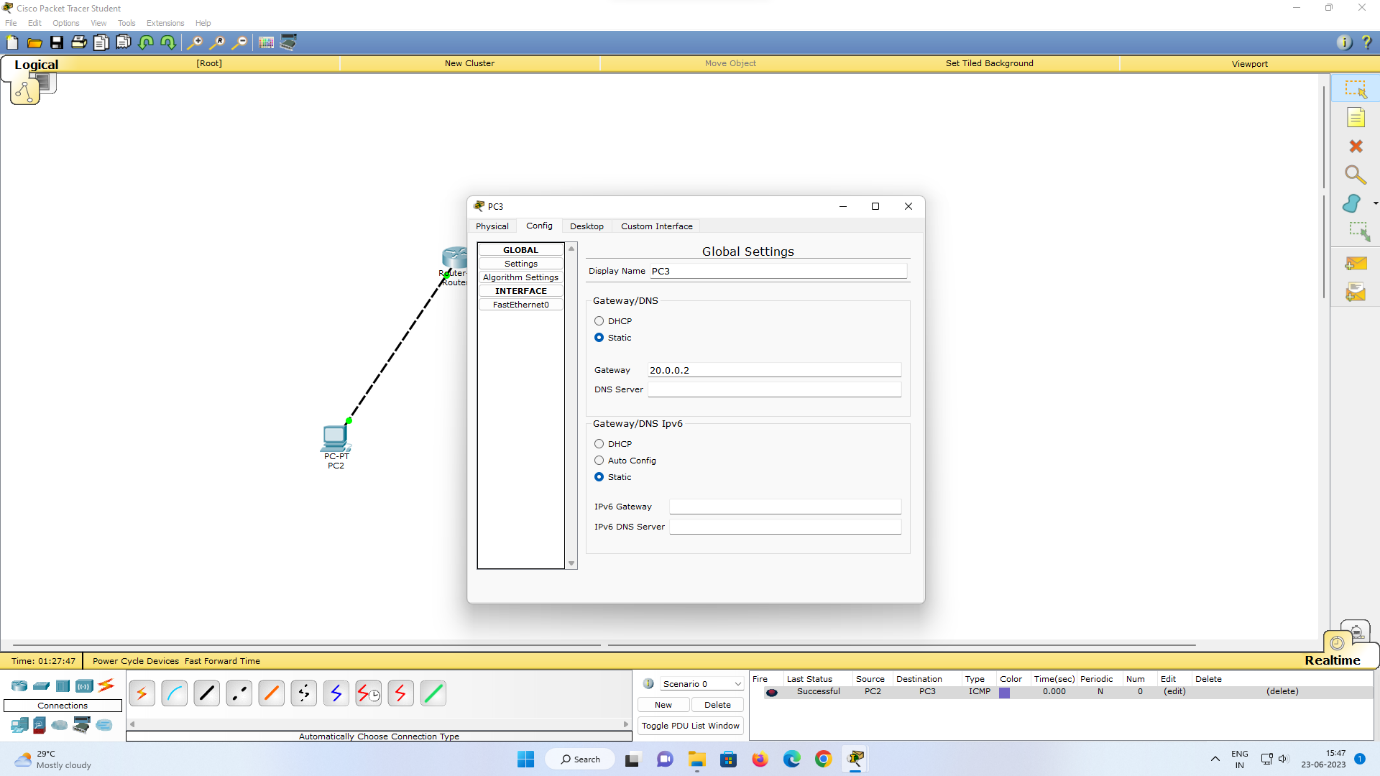 Cisco Packet Tracer Student
File Edit Options View Tools Extensions Help
Logical [Root] New Cluster Move Object Set Tiled Background Viewport
PC3
Physical Config Desktop Custom Interface
GLOBAL
Settings
Algorithm Settings
INTERFACE
FastEthernet0
Global Settings
Display Name PC3
Gateway/DNS
DHCP
Static
Gateway 20.0.0.2
DNS Server
Gateway/DNS Ipv6
DHCP
Auto Config
Static
IPv6 Gateway
IPv6 DNS Server
Router-
Router
PC-PT
PC2
Time: 01:27:47 Power Cycle Devices Fast Forward Time
Realtime
Connections
Automatically Choose Connection Type
Scenario 0
New Delete
Toggle PDU List Window
Fire Last Status Source Destination Type Color Time(sec) Periodic Num Edit Delete
Successful PC2 PC3 ICMP 0.000 N 0 (edit) (delete)
29°C
Mostly cloudy
Search
ENG
IN
15:47
23-06-2023
1